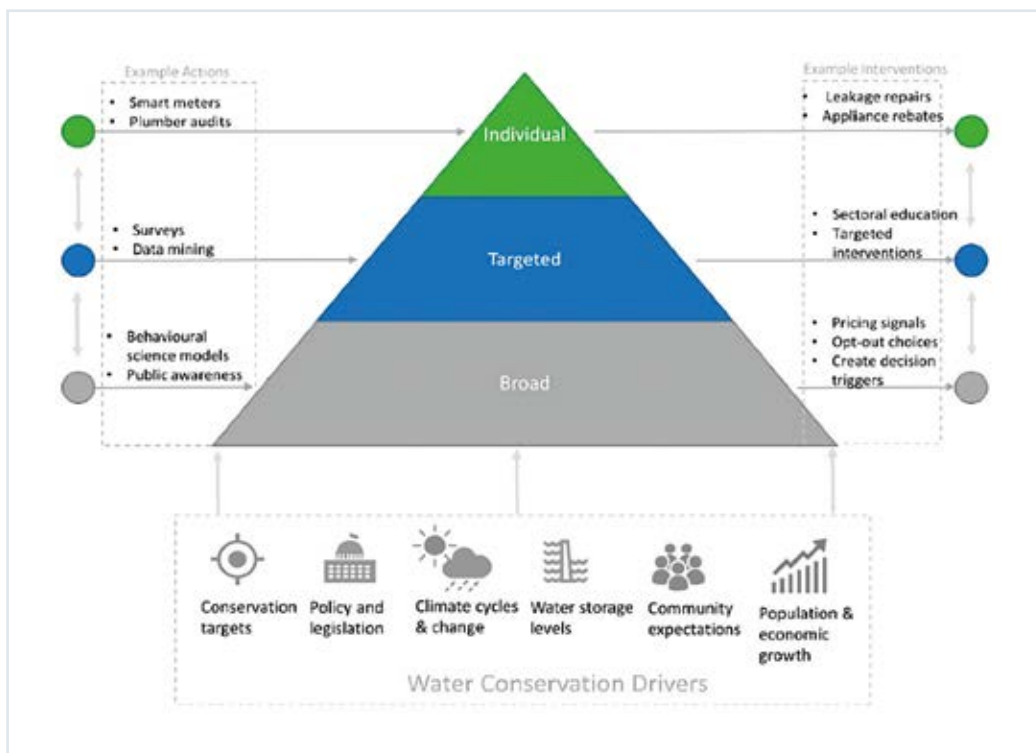 Example Actions
Example Interventions
• Smart meters
• Plumber audits
Individual
• Leakage repairs
• Appliance rebates
• Surveys
• Data mining
Targeted
• Sectoral education
• Targeted
interventions
• Behavioural
science models
• Public awareness
Broad
• Pricing signals
• Opt-out choices
• Create decision
triggers
Conservation
targets
Policy and
legislation
Climate cycles
& change
Water storage
levels
Community
expectations
Population &
economic
growth
Water Conservation Drivers